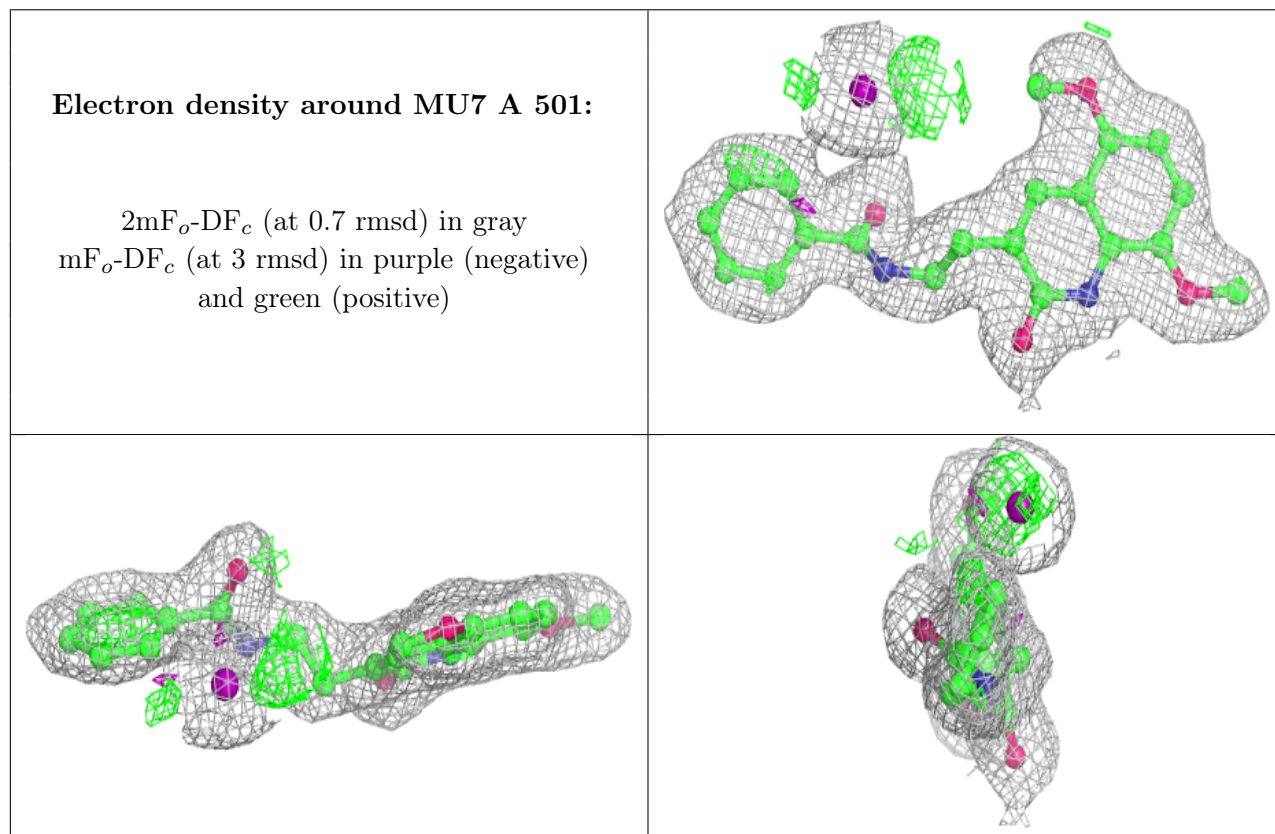 Electron density around MU7 A 501:
2mFo-DFc (at 0.7 rmsd) in gray
mFo-DFc (at 3 rmsd) in purple (negative)
and green (positive)